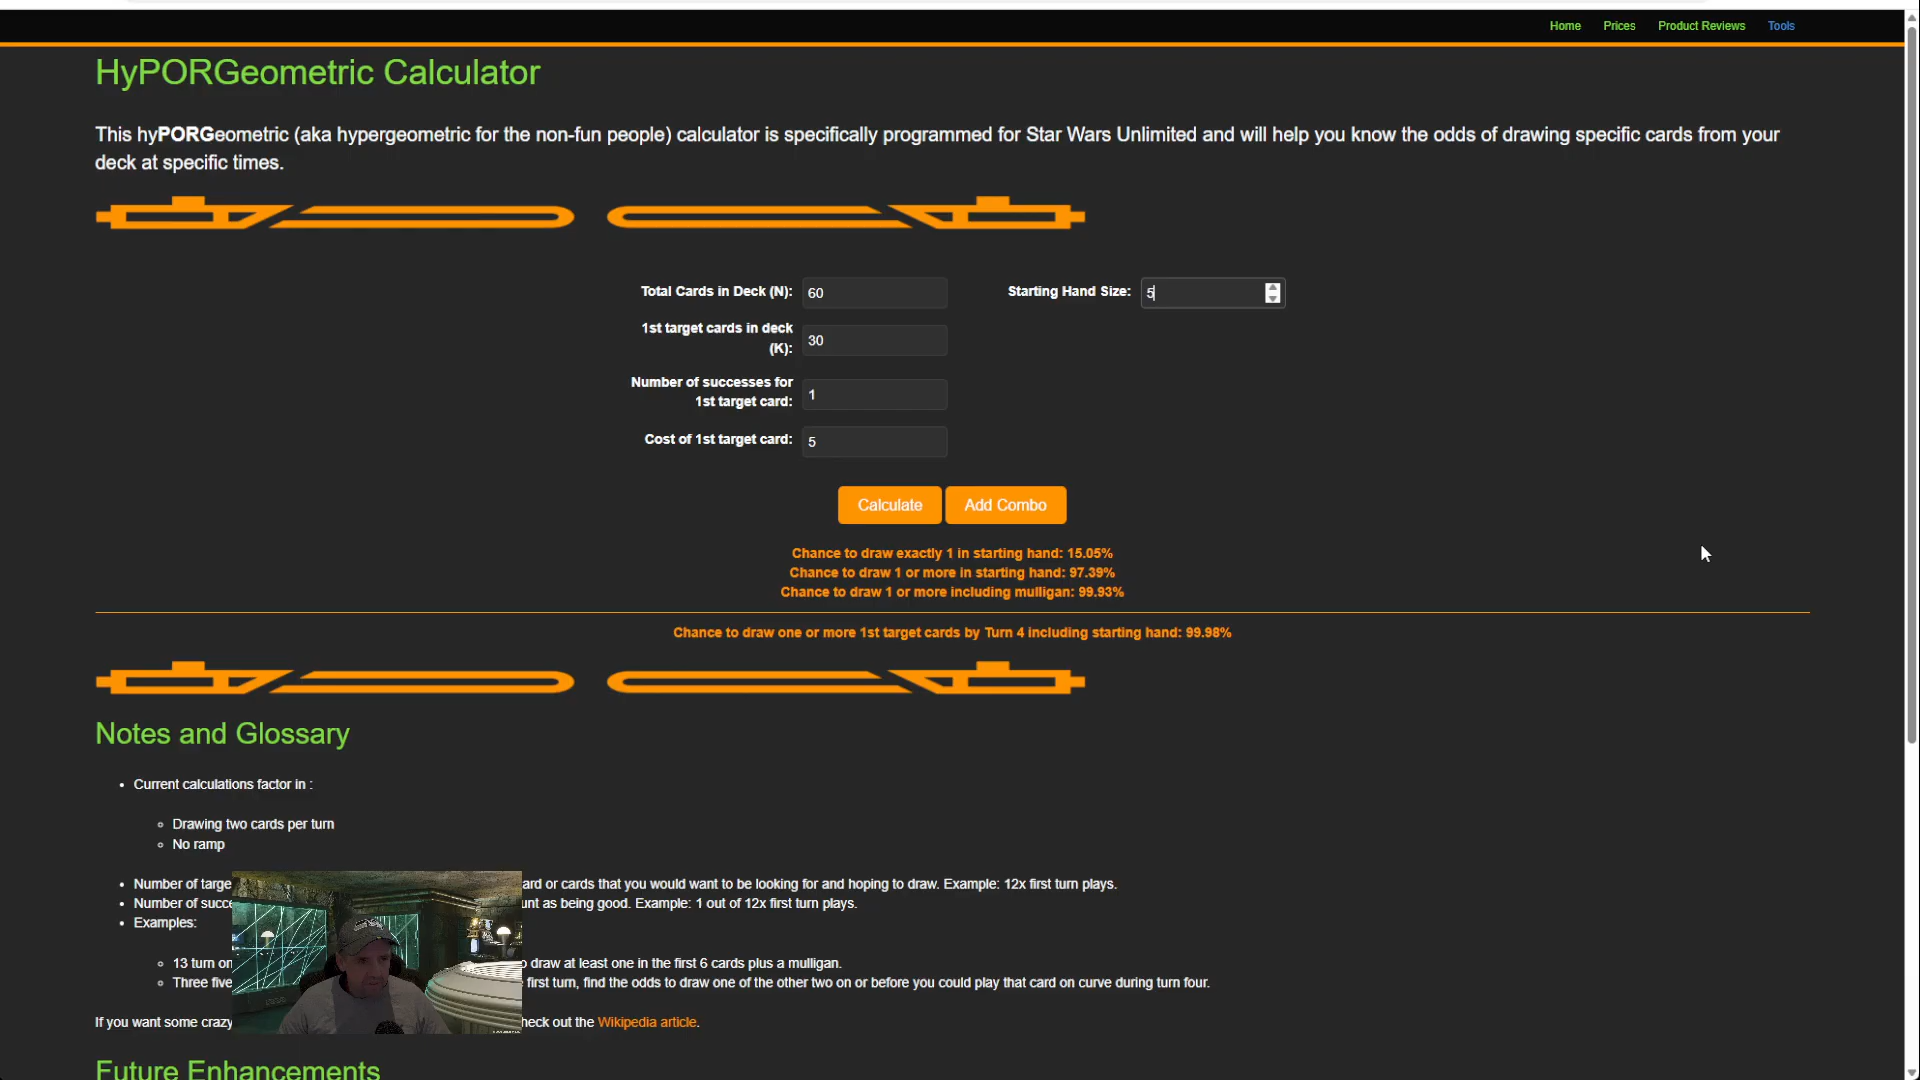 Home Prices Product Reviews Tools
HyPORGeometric Calculator
This hyPORGeometric (aka hypergeometric for the non-fun people) calculator is specifically programmed for Star Wars Unlimited and will help you know the odds of drawing specific cards from your
deck at specific times.
Total Cards in Deck (N): 60 Starting Hand Size: 5
1st target cards in deck
(K): 30
Number of successes for
1st target card: 1
Cost of 1st target card: 5
Calculate Add Combo
Chance to draw exactly 1 in starting hand: 15.05%
Chance to draw 1 or more in starting hand: 97.39%
Chance to draw 1 or more including mulligan: 99.93%
Chance to draw one or more 1st target cards by Turn 4 including starting hand: 99.98%
Notes and Glossary
Current calculations factor in :
Drawing two cards per turn
No ramp
Number of targe ard or cards that you would want to be looking for and hoping to draw. Example: 12x first turn plays.
Number of succe unt as being good. Example: 1 out of 12x first turn plays.
Examples:
13 turn on o draw at least one in the first 6 cards plus a mulligan.
Three five first turn, find the odds to draw one of the other two on or before you could play that card on curve during turn four.
If you want some crazy heck out the Wikipedia article.
Future Enhancements